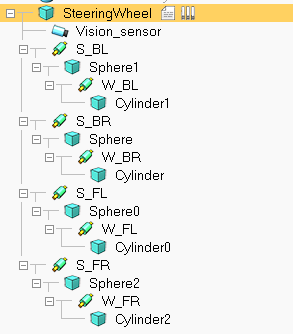 SteeringWheel
Vision_sensor
S_BL
Sphere1
W_BL
Cylinder1
S_BR
Sphere
W_BR
Cylinder
S_FL
Sphere0
W_FL
Cylinder0
S_FR
Sphere2
W_FR
Cylinder2